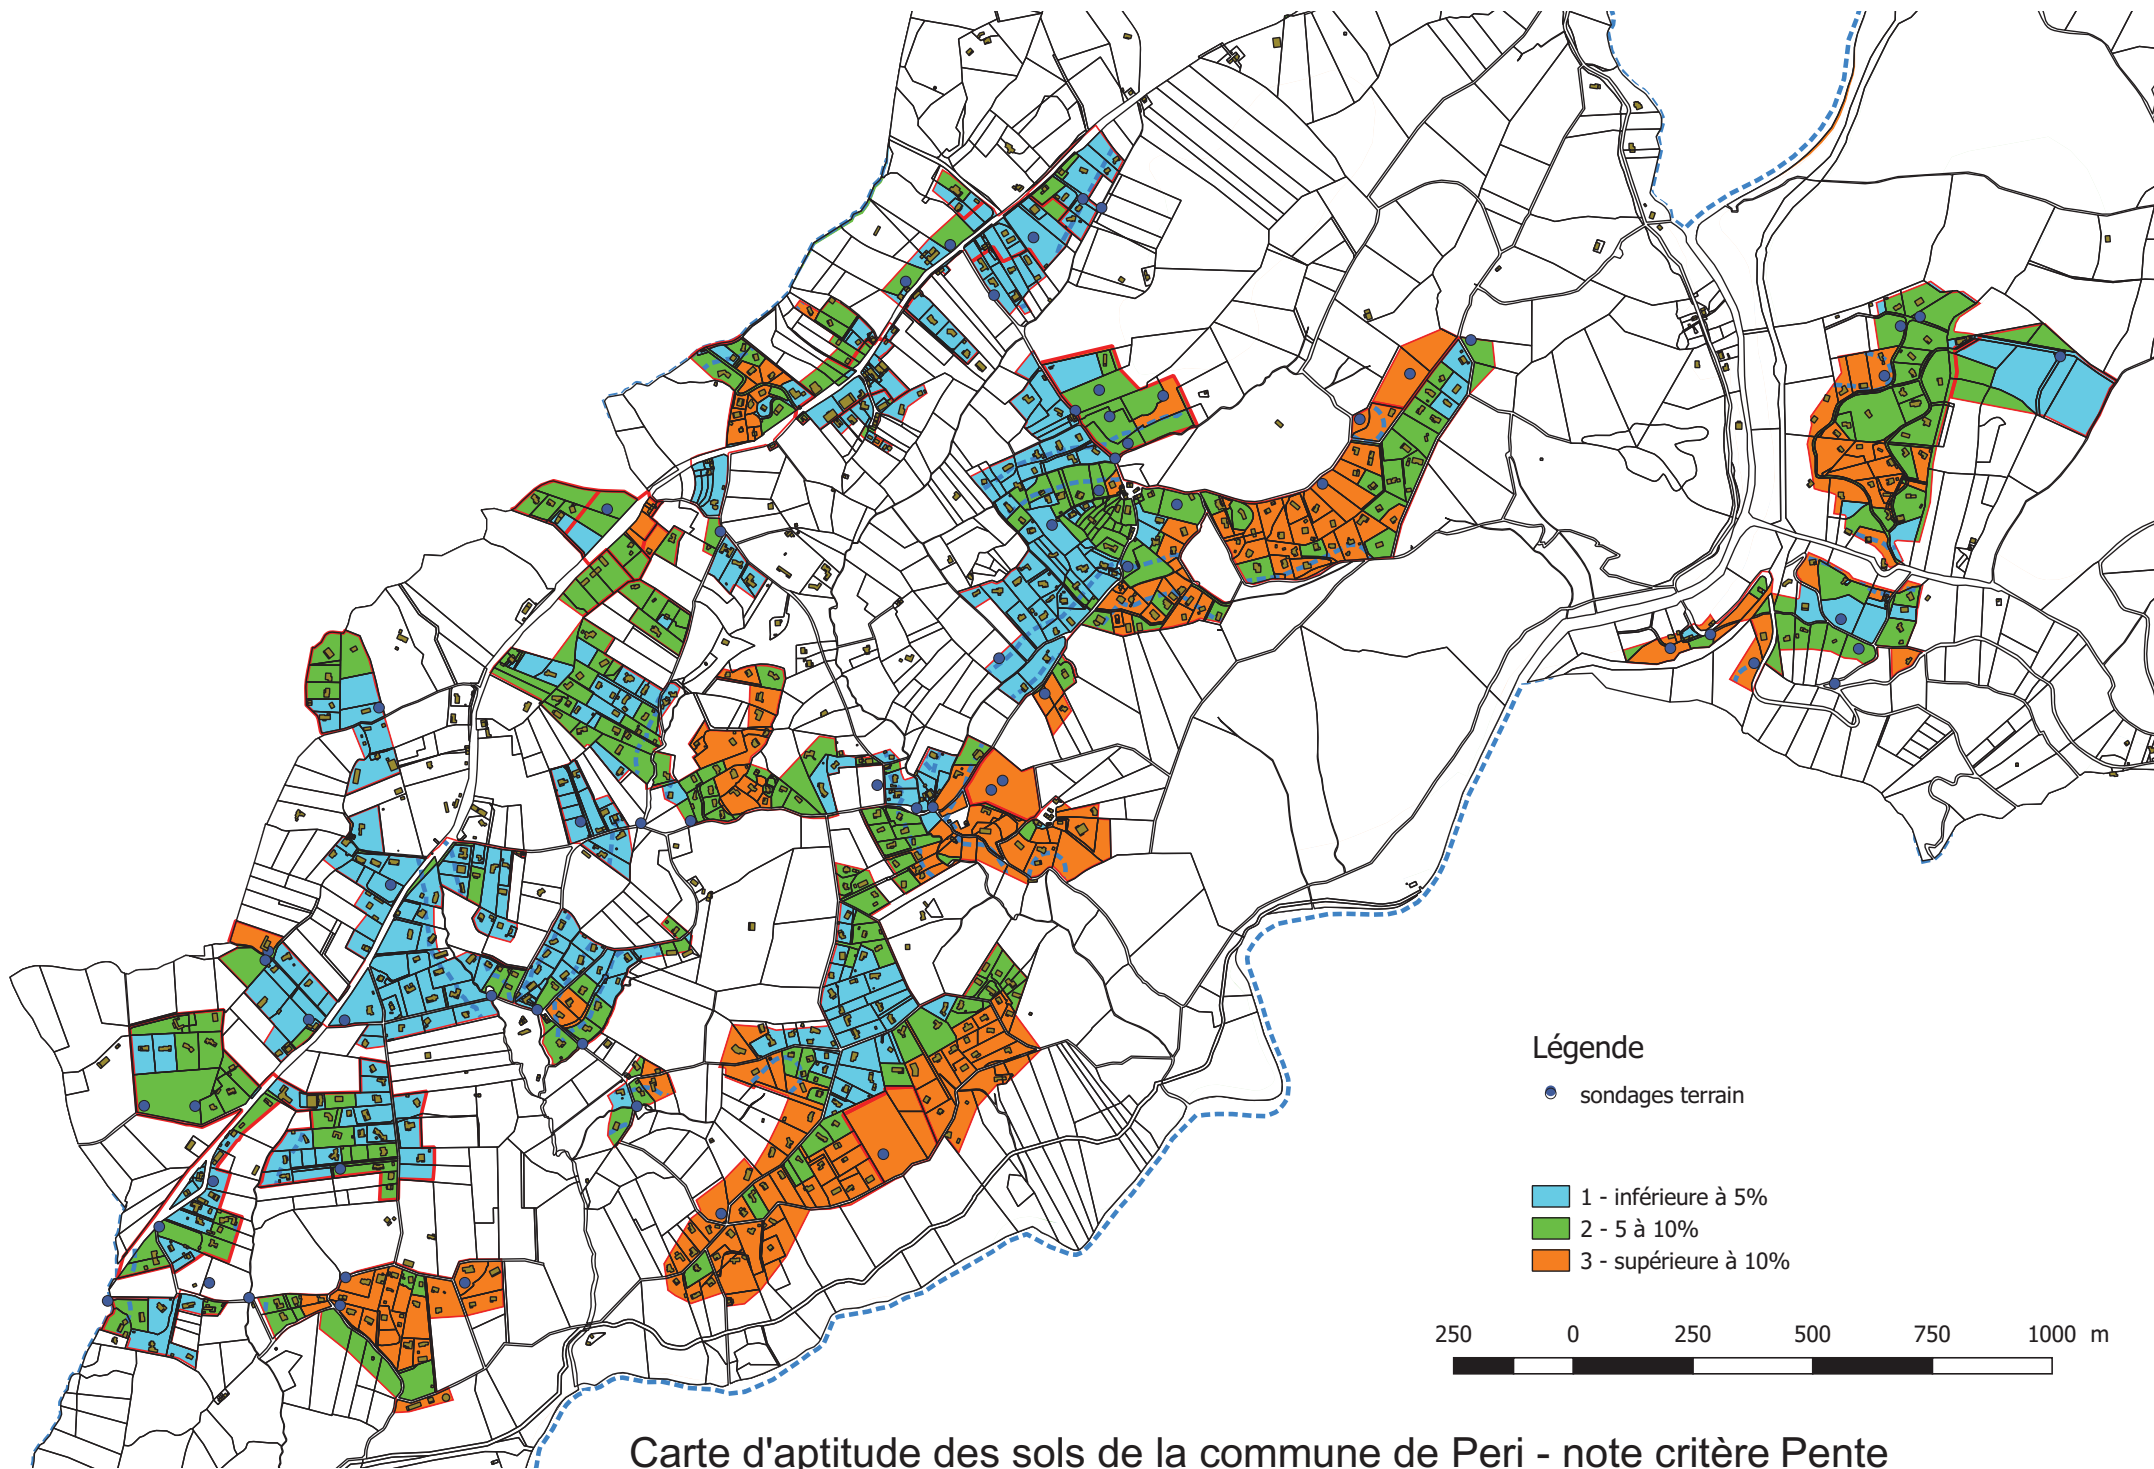 Légende
sondages terrain
1 - inférieure à 5%
2 - 5 à 10%
3 - supérieure à 10%
250 0 250 500 750 1000 m
Carte d'aptitude des sols de la commune de Peri - note critère Pente